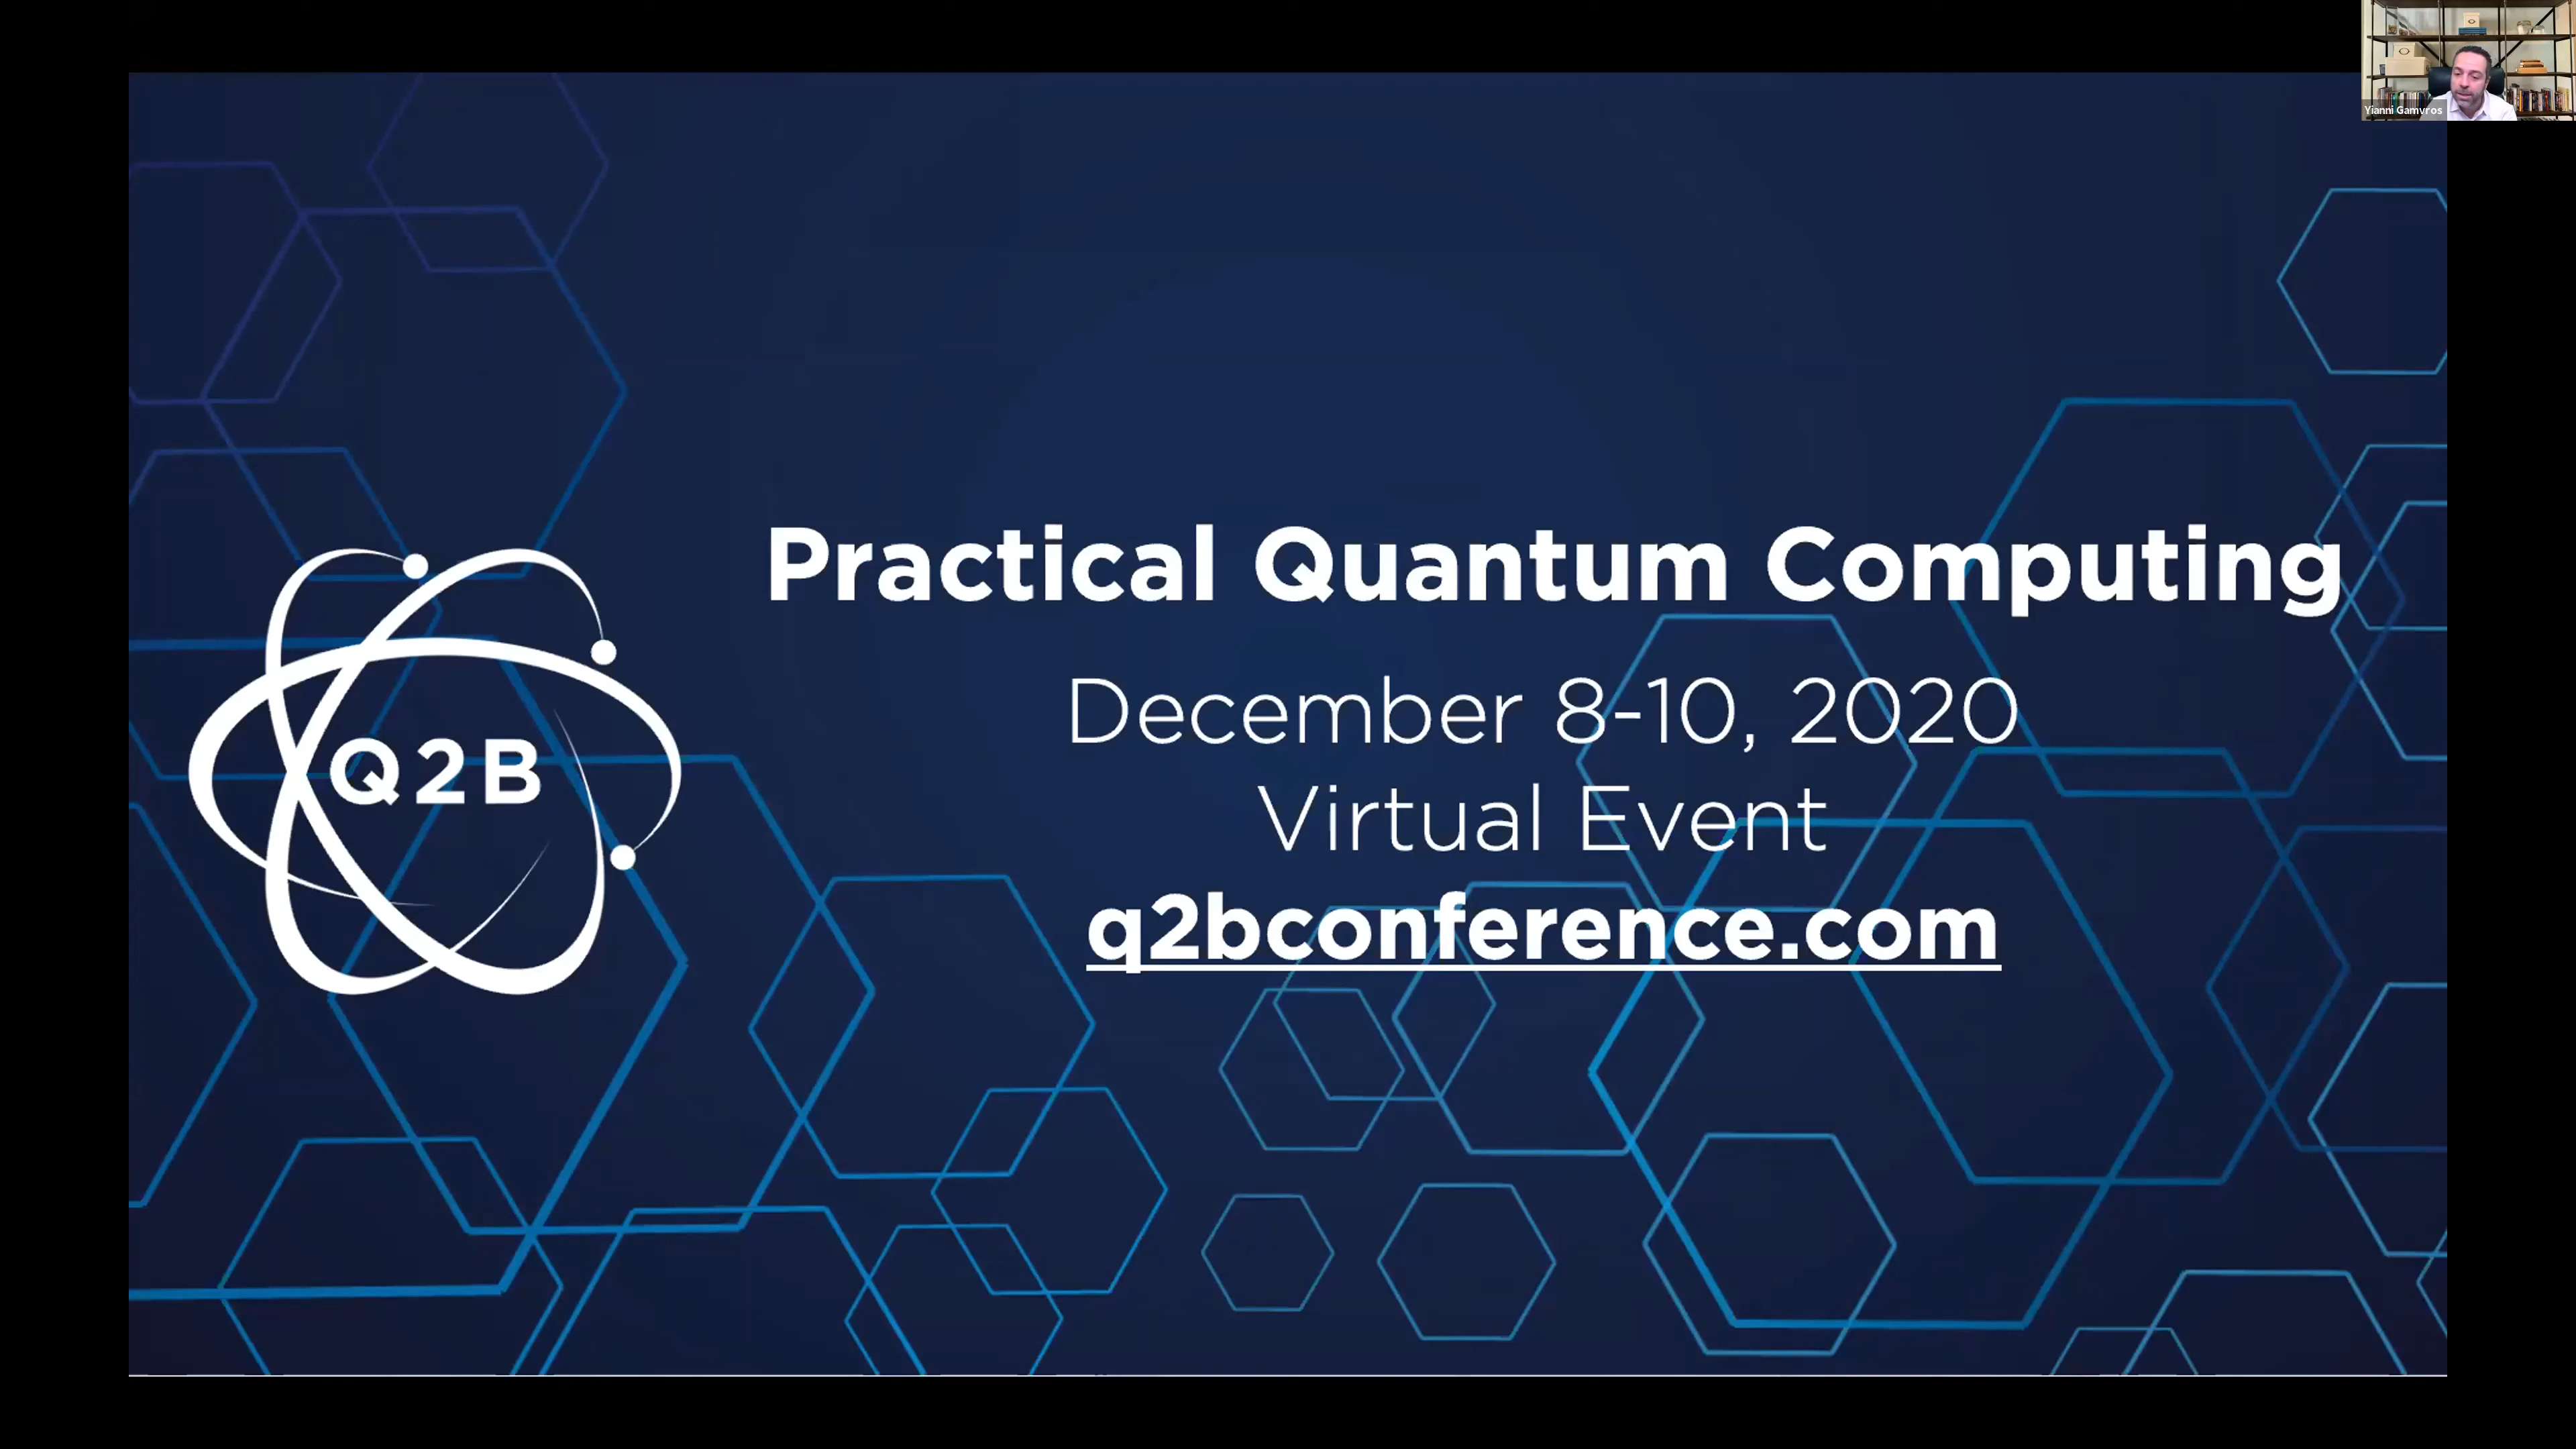 Yianni Gamvros
Practical Quantum Computing
December 8-10, 2020
Virtual Event
q2bconference.com
Q2B